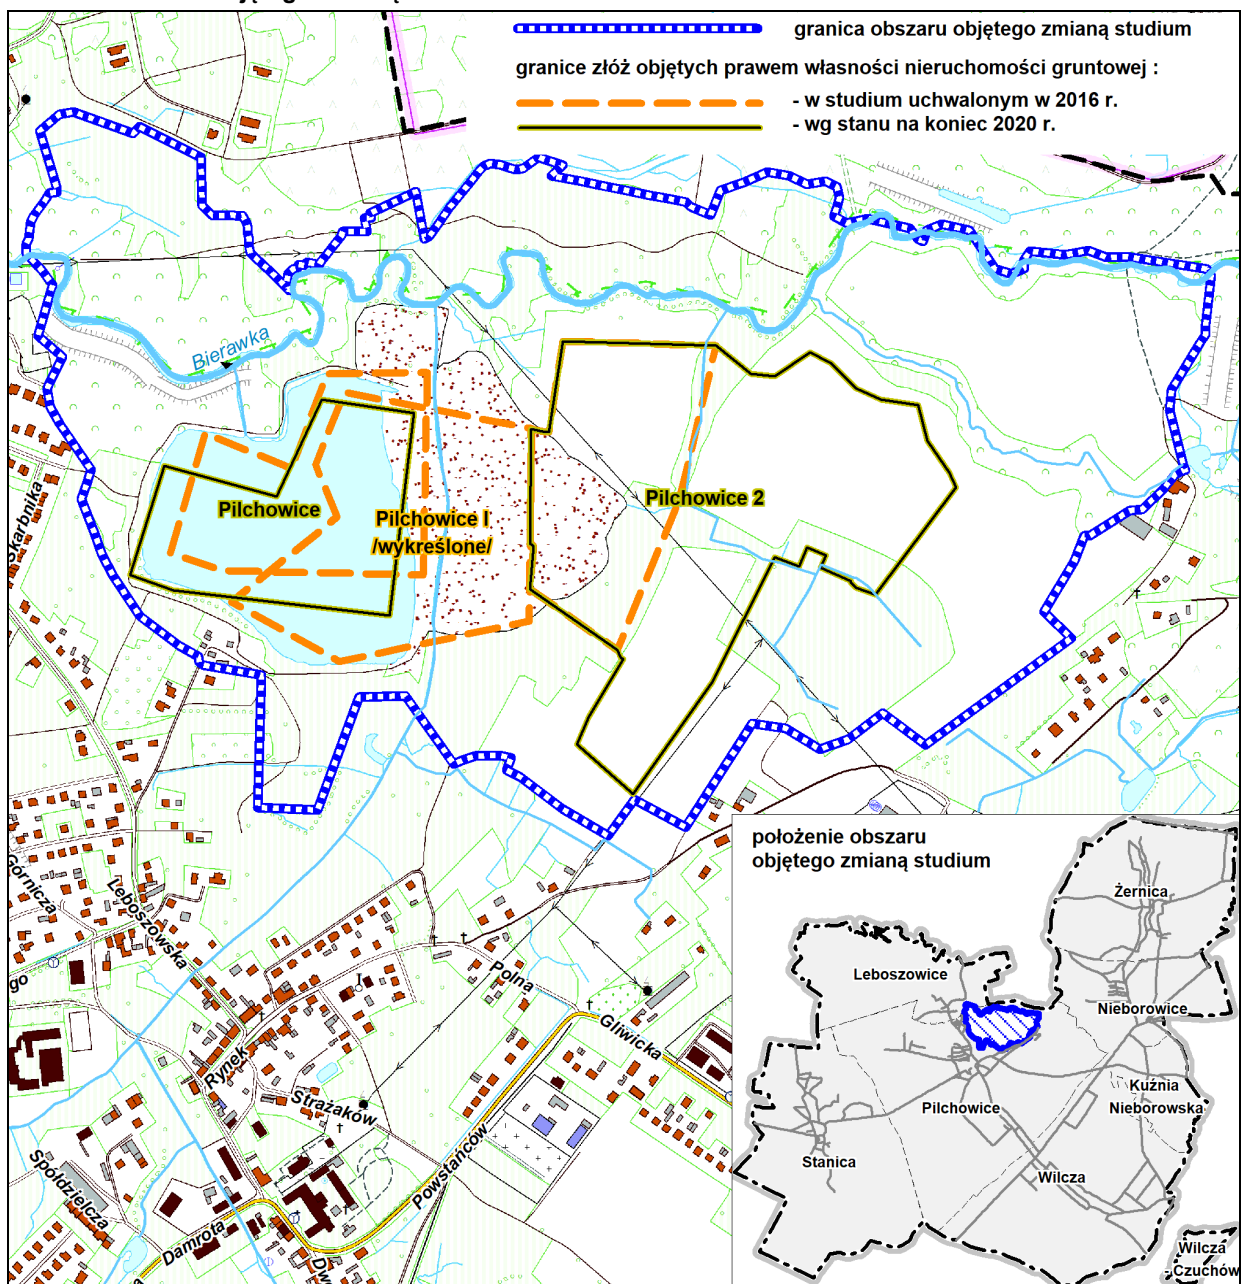 granica obszaru objętego zmianą studium
granice złóż objętych prawem własności nieruchomości gruntowej :
- w studium uchwalonym w 2016 r.
- wg stanu na koniec 2020 r.
Bierawka
Skarbnika
Pilchowice
Pilchowice I
/wykreślone/
Pilchowice 2
Górnicza
Leboszowska
Rynek
Strażaków
Polna
Gliwicka
Powstańców
Spółdzielcza
Damrota
położenie obszaru
objętego zmianą studium
Żernica
Leboszowice
Nieborowice
Kuźnia
Nieborowska
Pilchowice
Stanica
Wilcza
Wilcza
- Czuchów